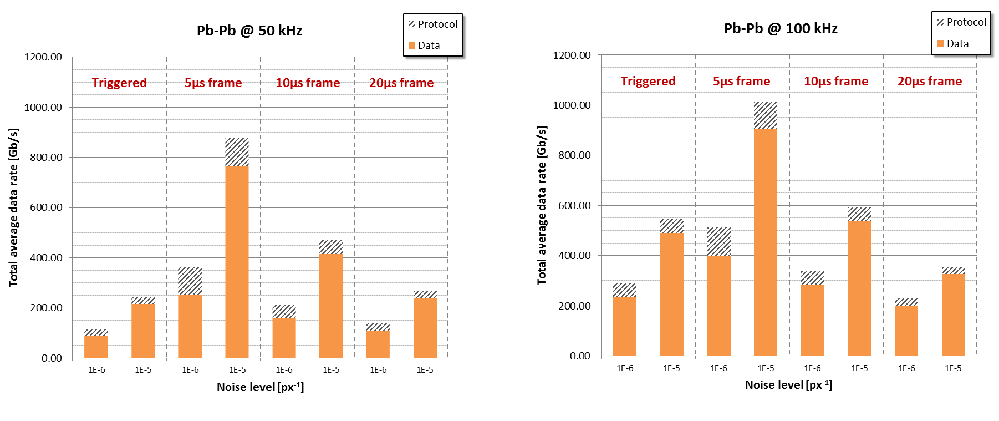 Pb-Pb @ 50 kHz
Protocol
Data
1200.00
1000.00
800.00
600.00
400.00
200.00
0.00
Total average data rate [Gb/s]
Triggered 5µs frame 10µs frame 20µs frame
1E-6 1E-5 1E-6 1E-5 1E-6 1E-5 1E-6 1E-5
Noise level [px⁻¹]
Pb-Pb @ 100 kHz
Protocol
Data
1200.00
1000.00
800.00
600.00
400.00
200.00
0.00
Total average data rate [Gb/s]
Triggered 5µs frame 10µs frame 20µs frame
1E-6 1E-5 1E-6 1E-5 1E-6 1E-5 1E-6 1E-5
Noise level [px⁻¹]